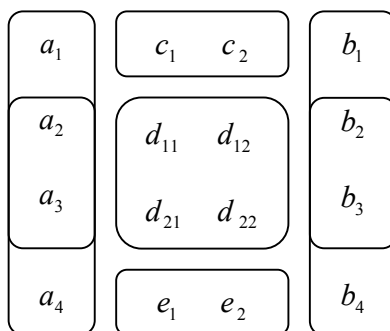 a₁ c₁ c₂ b₁
a₂ d₁₁ d₁₂ b₂
a₃ d₂₁ d₂₂ b₃
a₄ e₁ e₂ b₄